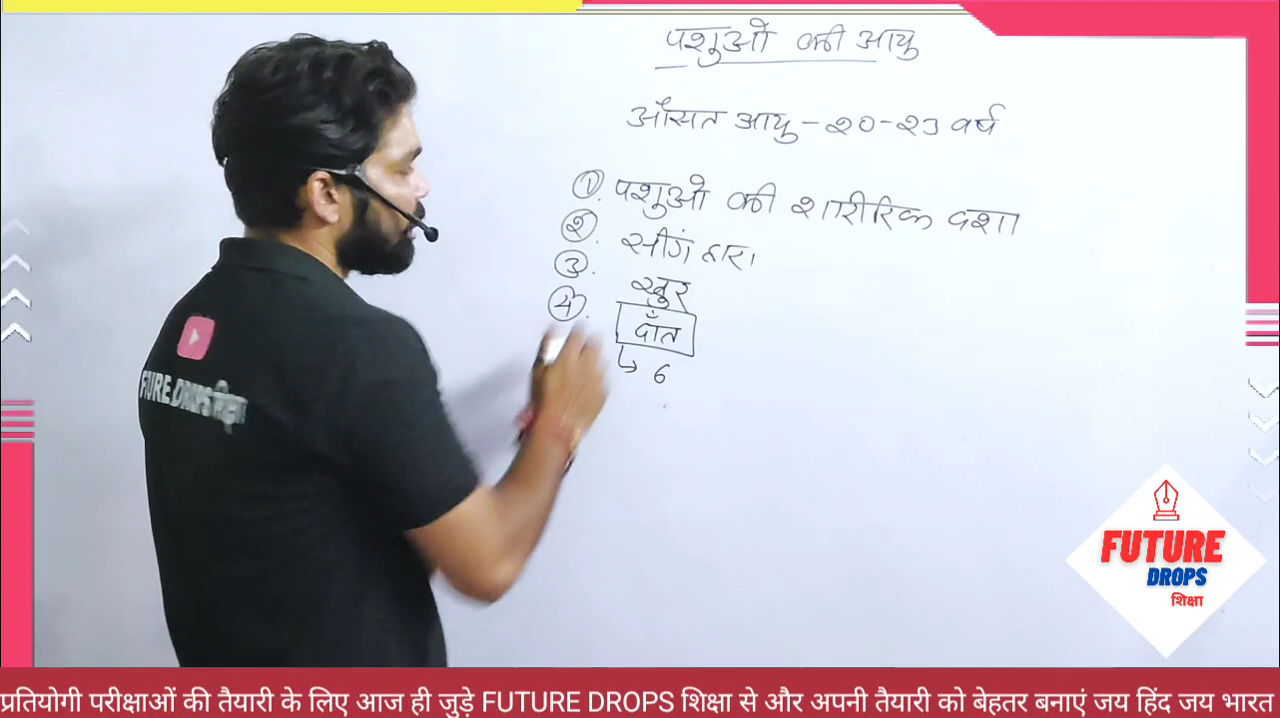 पशुओं की आयु
औसत आयु - २०-२३ वर्ष
①. पशुओ की शारीरिक दशा
②. सींग द्वारा
③. खुर
④. दाँत
↳ 6
FUTURE DROPS शिक्षा
FUTURE
DROPS
शिक्षा
प्रतियोगी परीक्षाओं की तैयारी के लिए आज ही जुड़े FUTURE DROPS शिक्षा से और अपनी तैयारी को बेहतर बनाएं जय हिंद जय भारत